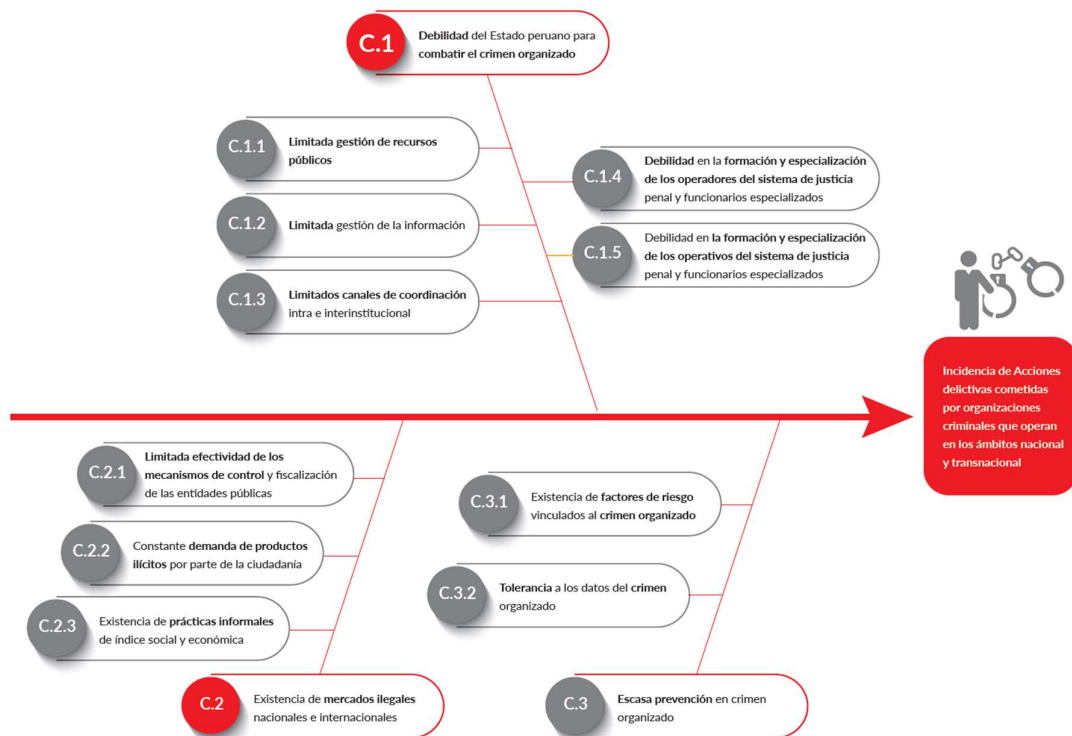 C.1
Debilidad del Estado peruano para
combatir el crimen organizado
C.1.1
Limitada gestión de recursos
públicos
C.1.2
Limitada gestión de la información
C.1.3
Limitados canales de coordinación
intra e interinstitucional
C.1.4
Debilidad en la formación y especialización
de los operadores del sistema de justicia
penal y funcionarios especializados
C.1.5
Debilidad en la formación y especialización
de los operativos del sistema de justicia
penal y funcionarios especializados
Incidencia de Acciones
delictivas cometidas
por organizaciones
criminales que operan
en los ámbitos nacional
y transnacional
C.2.1
Limitada efectividad de los
mecanismos de control y fiscalización
de las entidades públicas
C.2.2
Constante demanda de productos
ilícitos por parte de la ciudadanía
C.2.3
Existencia de prácticas informales
de índice social y económica
C.2
Existencia de mercados ilegales
nacionales e internacionales
C.3.1
Existencia de factores de riesgo
vinculados al crimen organizado
C.3.2
Tolerancia a los datos del crimen
organizado
C.3
Escasa prevención en crimen
organizado